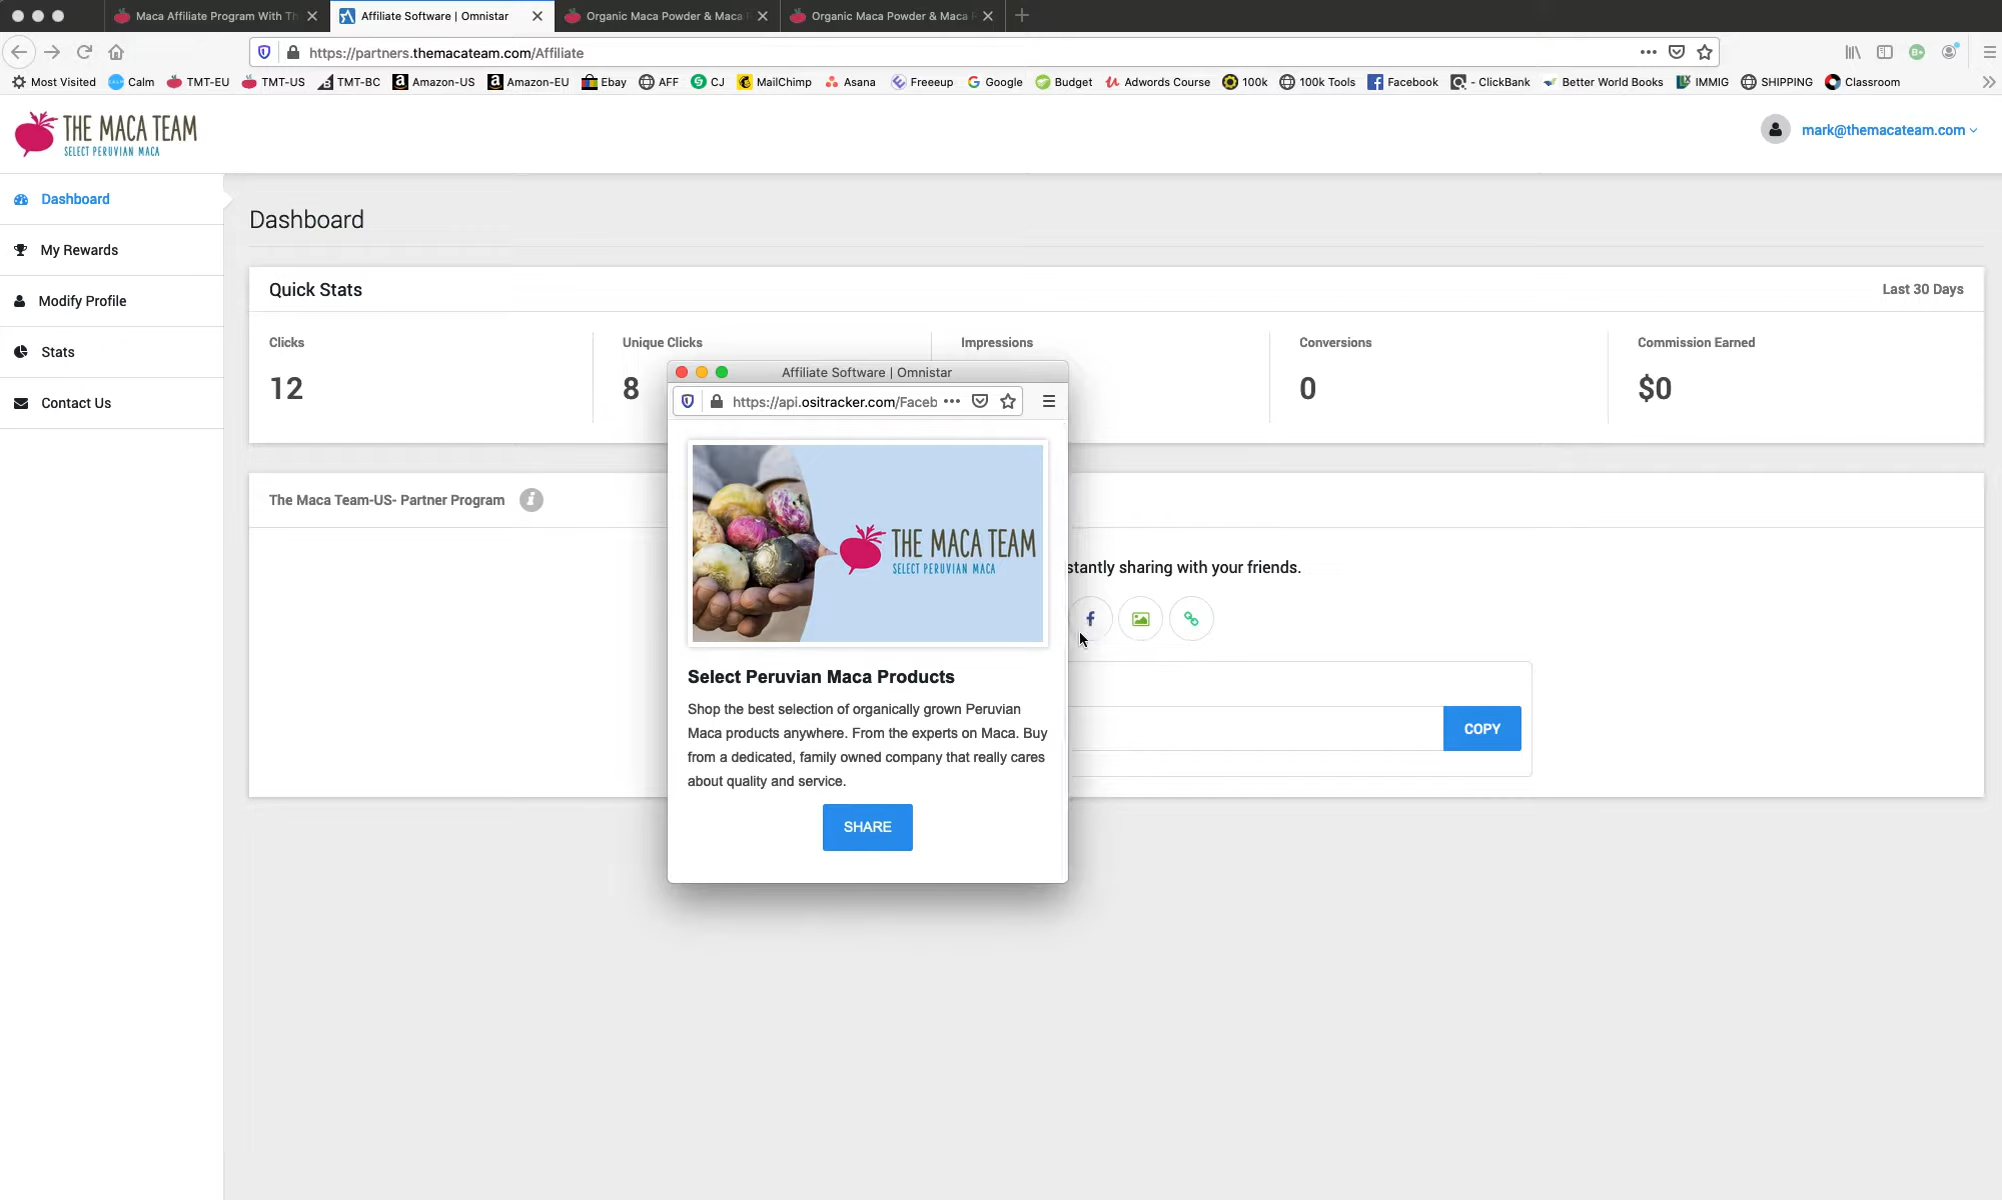 Maca Affiliate Program With Th
Affiliate Software | Omnistar
Organic Maca Powder & Maca
Organic Maca Powder & Maca
https://partners.themacateam.com/Affiliate
Most Visited
Calm
TMT-EU
TMT-US
TMT-BC
Amazon-US
Amazon-EU
Ebay
AFF
CJ
MailChimp
Asana
Freeeup
Google
Budget
Adwords Course
100k
100k Tools
Facebook
- ClickBank
Better World Books
IMMIG
SHIPPING
Classroom
THE MACA TEAM
SELECT PERUVIAN MACA
mark@themacateam.com
Dashboard
My Rewards
Modify Profile
Stats
Contact Us
Dashboard
Quick Stats
Last 30 Days
Clicks
12
Unique Clicks
8
Impressions
Conversions
0
Commission Earned
$0
The Maca Team-US- Partner Program
stantly sharing with your friends.
COPY
Affiliate Software | Omnistar
https://api.ositracker.com/Faceb
THE MACA TEAM
SELECT PERUVIAN MACA
Select Peruvian Maca Products
Shop the best selection of organically grown Peruvian
Maca products anywhere. From the experts on Maca. Buy
from a dedicated, family owned company that really cares
about quality and service.
SHARE